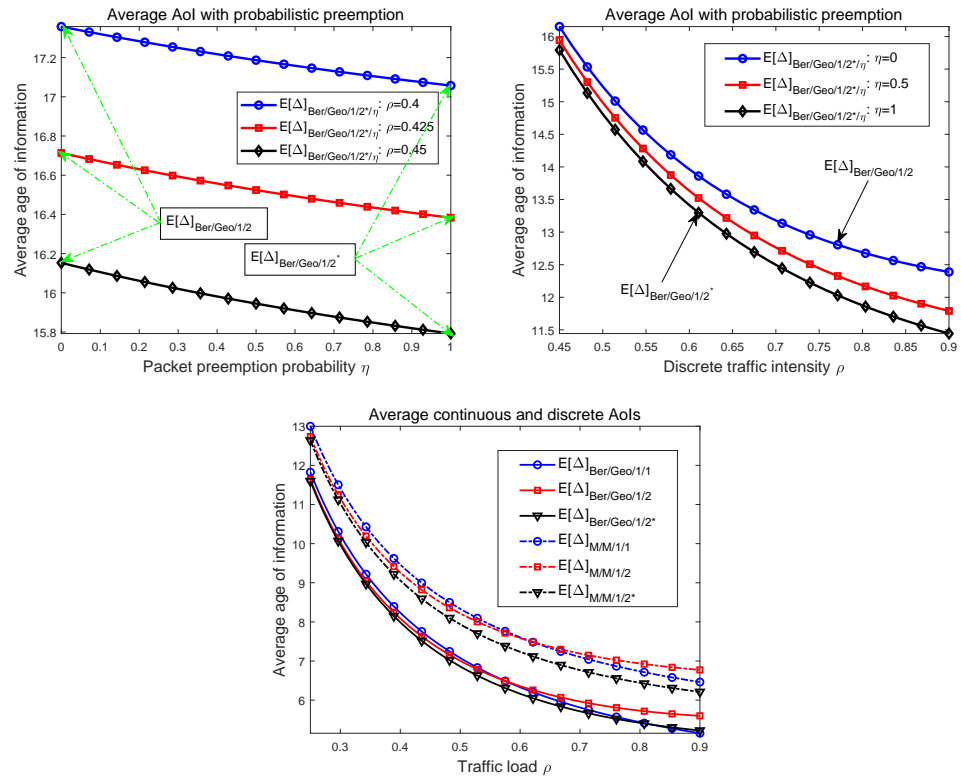 Average AoI with probabilistic preemption
Average age of information
17.2
17
16.8
16.6
16.4
16.2
16
15.8
E[Δ]Ber/Geo/1/2*/η: ρ=0.4
E[Δ]Ber/Geo/1/2*/η: ρ=0.425
E[Δ]Ber/Geo/1/2*/η: ρ=0.45
E[Δ]Ber/Geo/1/2
E[Δ]Ber/Geo/1/2*
0 0.1 0.2 0.3 0.4 0.5 0.6 0.7 0.8 0.9 1
Packet preemption probability η
Average AoI with probabilistic preemption
Average age of information
16
15.5
15
14.5
14
13.5
13
12.5
12
11.5
E[Δ]Ber/Geo/1/2*/η: η=0
E[Δ]Ber/Geo/1/2*/η: η=0.5
E[Δ]Ber/Geo/1/2*/η: η=1
E[Δ]Ber/Geo/1/2
E[Δ]Ber/Geo/1/2*
0.45 0.5 0.55 0.6 0.65 0.7 0.75 0.8 0.85 0.9
Discrete traffic intensity ρ
Average continuous and discrete AoIs
Average age of information
13
12
11
10
9
8
7
6
E[Δ]Ber/Geo/1/1
E[Δ]Ber/Geo/1/2
E[Δ]Ber/Geo/1/2*
E[Δ]M/M/1/1
E[Δ]M/M/1/2
E[Δ]M/M/1/2*
0.3 0.4 0.5 0.6 0.7 0.8 0.9
Traffic load ρ